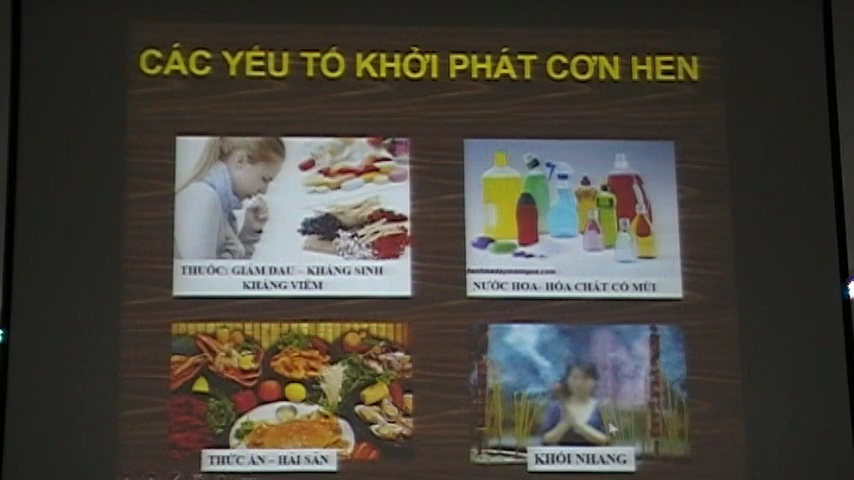 CÁC YẾU TỐ KHỞI PHÁT CƠN HEN
THUỐC: GIẢM ĐAU – KHÁNG SINH
KHÁNG VIÊM
NƯỚC HOA- HÓA CHẤT CÓ MÙI
THỨC ĂN – HẢI SẢN
KHÓI NHANG